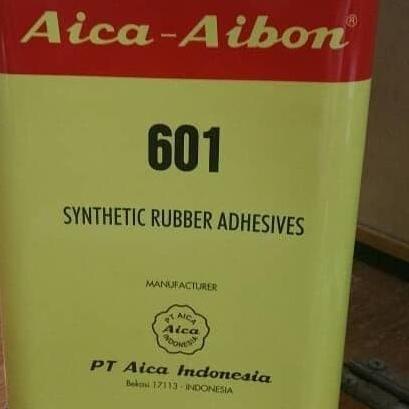 Aica-Aibon®
601
SYNTHETIC RUBBER ADHESIVES
MANUFACTURER
PT AICA
Aica
INDONESIA
PT Aica Indonesia
Bekasi 17113 - INDONESIA